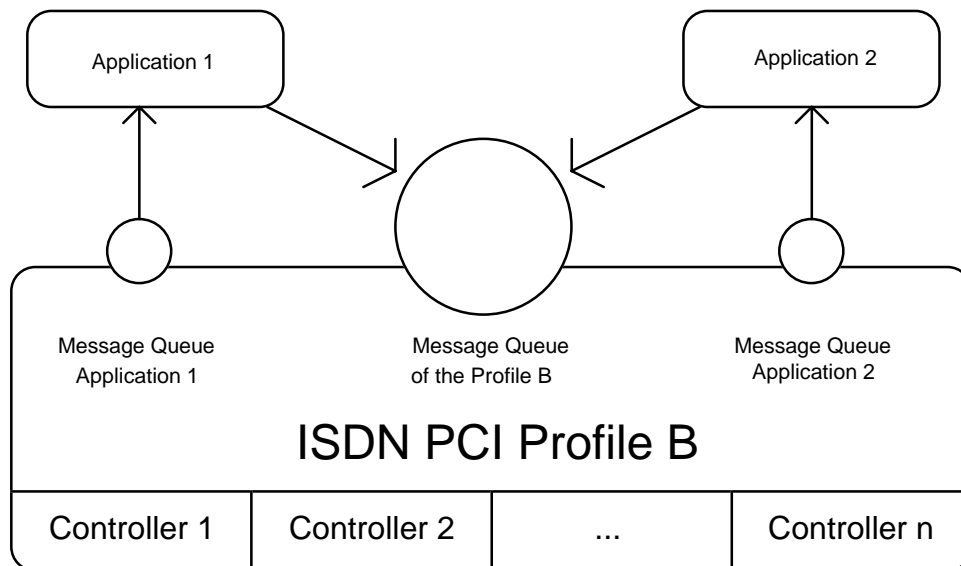 Application 1
Application 2
Message Queue
Application 1
Message Queue
of the Profile B
Message Queue
Application 2
ISDN PCI Profile B
Controller 1
Controller 2
...
Controller n